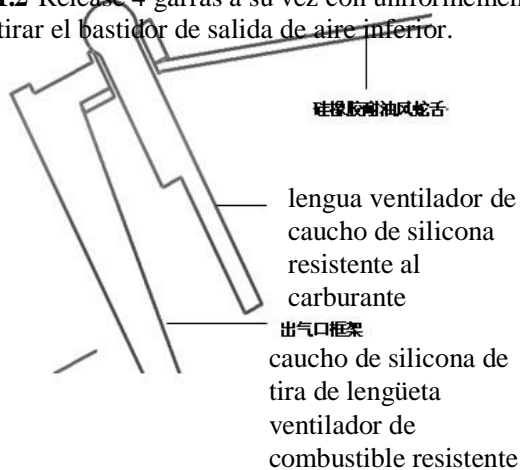 1.2 Release 4 garras a su vez con uniformemen
tirar el bastidor de salida de aire inferior.
硅橡胶耐油风蛇舌
lengua ventilador de
caucho de silicona
resistente al
carburante
出气口框架
caucho de silicona de
tira de lengüeta
ventilador de
combustible resistente